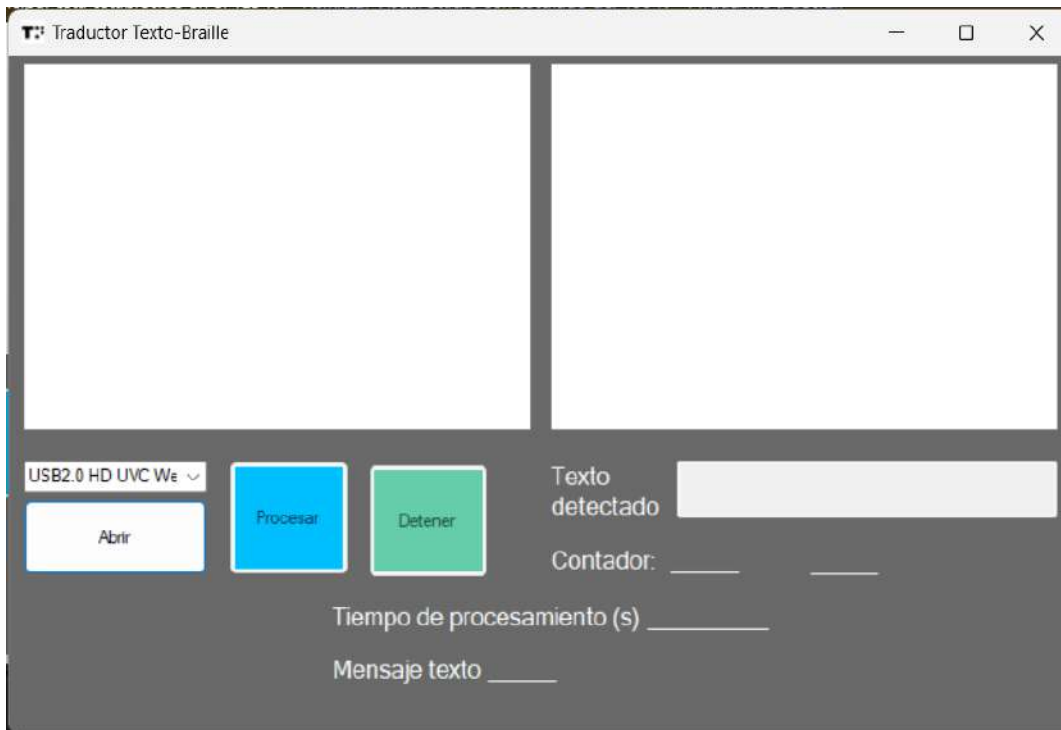 Traductor Texto-Braille
USB2.0 HD UVC We
Abrir
Procesar
Detener
Texto
detectado
Contador: _____ _____
Tiempo de procesamiento (s) _________
Mensaje texto _____